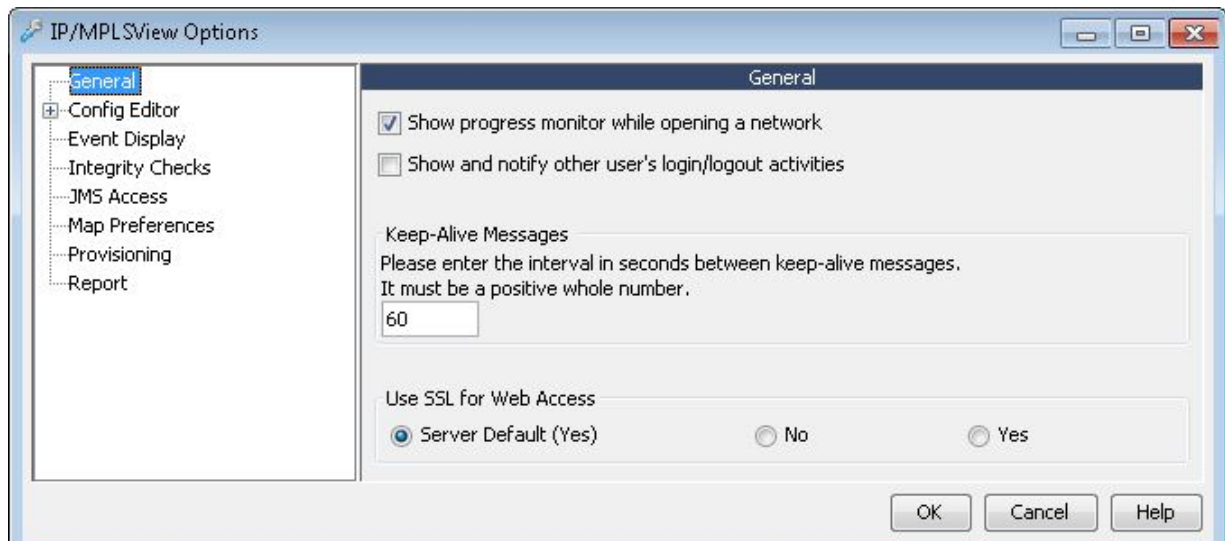 IP/MPLSView Options
General
Config Editor
Event Display
Integrity Checks
JMS Access
Map Preferences
Provisioning
Report
General
Show progress monitor while opening a network
Show and notify other user's login/logout activities
Keep-Alive Messages
Please enter the interval in seconds between keep-alive messages.
It must be a positive whole number.
60
Use SSL for Web Access
Server Default (Yes) No Yes
OK Cancel Help